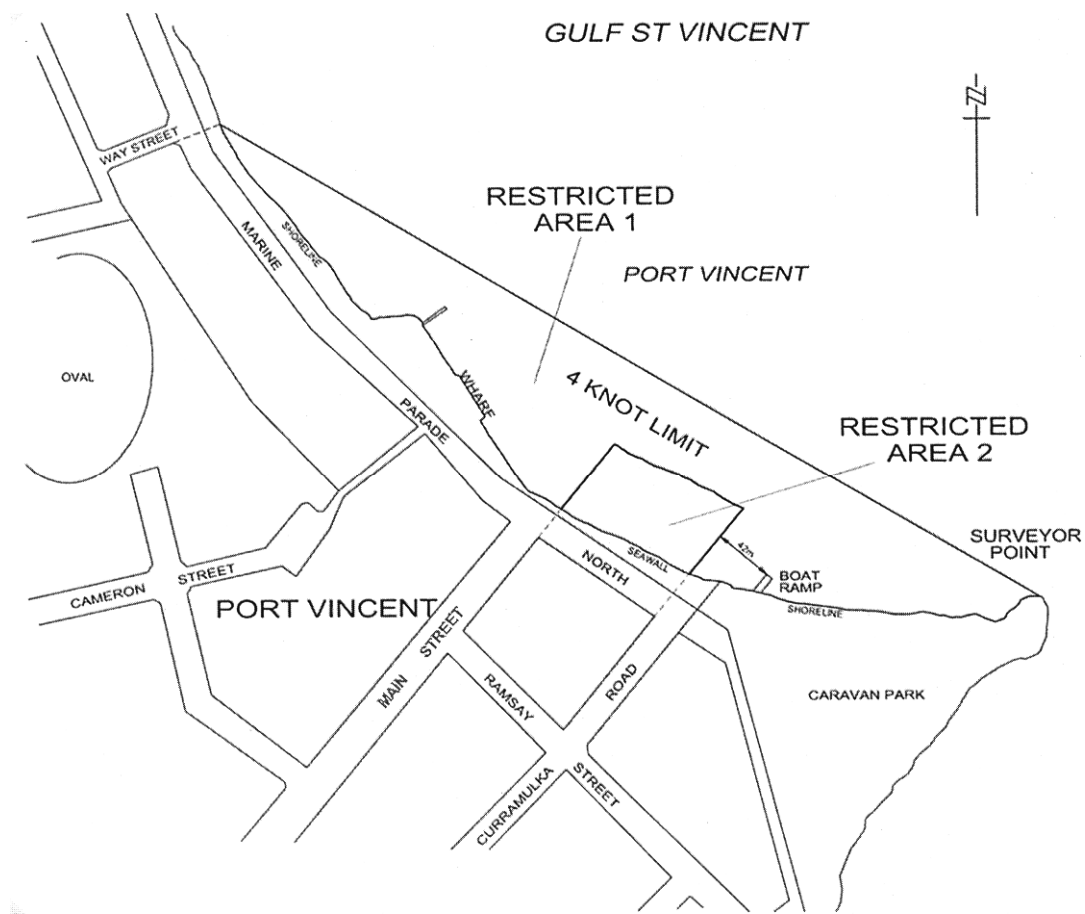 GULF ST VINCENT
N
WAY STREET
RESTRICTED
AREA 1
MARINE
SHORELINE
PORT VINCENT
OVAL
WHARF
4 KNOT LIMIT
PARADE
RESTRICTED
AREA 2
SURVEYOR
POINT
SEAWALL
42m
NORTH
BOAT
RAMP
CAMERON STREET
PORT VINCENT
SHORELINE
MAIN STREET
RAMSAY STREET
CARAVAN PARK
CURRAMULKA ROAD